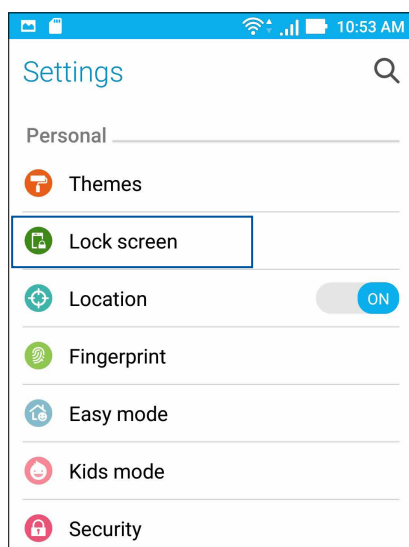 10:53 AM
Settings
Personal
Themes
Lock screen
Location ON
Fingerprint
Easy mode
Kids mode
Security